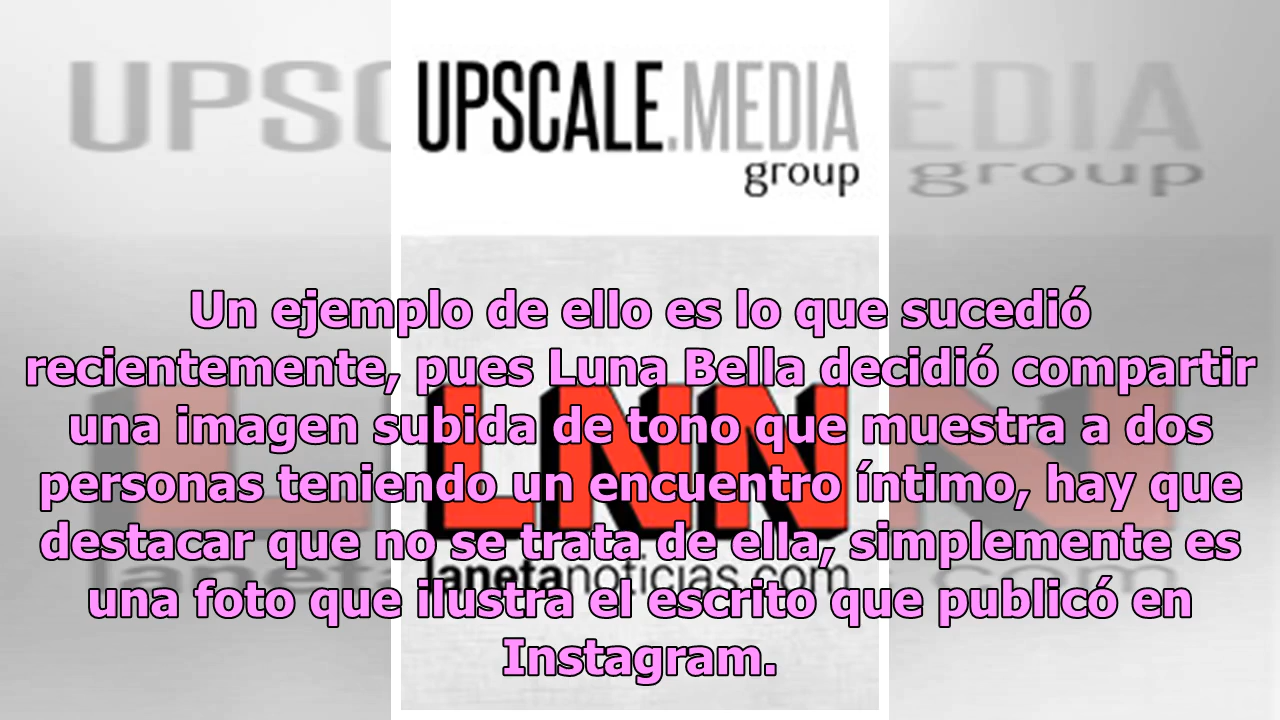 UPSCALE.MEDIA
group
Un ejemplo de ello es lo que sucedió
recientemente, pues Luna Bella decidió compartir
una imagen subida de tono que muestra a dos
personas teniendo un encuentro íntimo, hay que
destacar que no se trata de ella, simplemente es
una foto que ilustra el escrito que publicó en
Instagram.
LNN
lanetanoticias.com